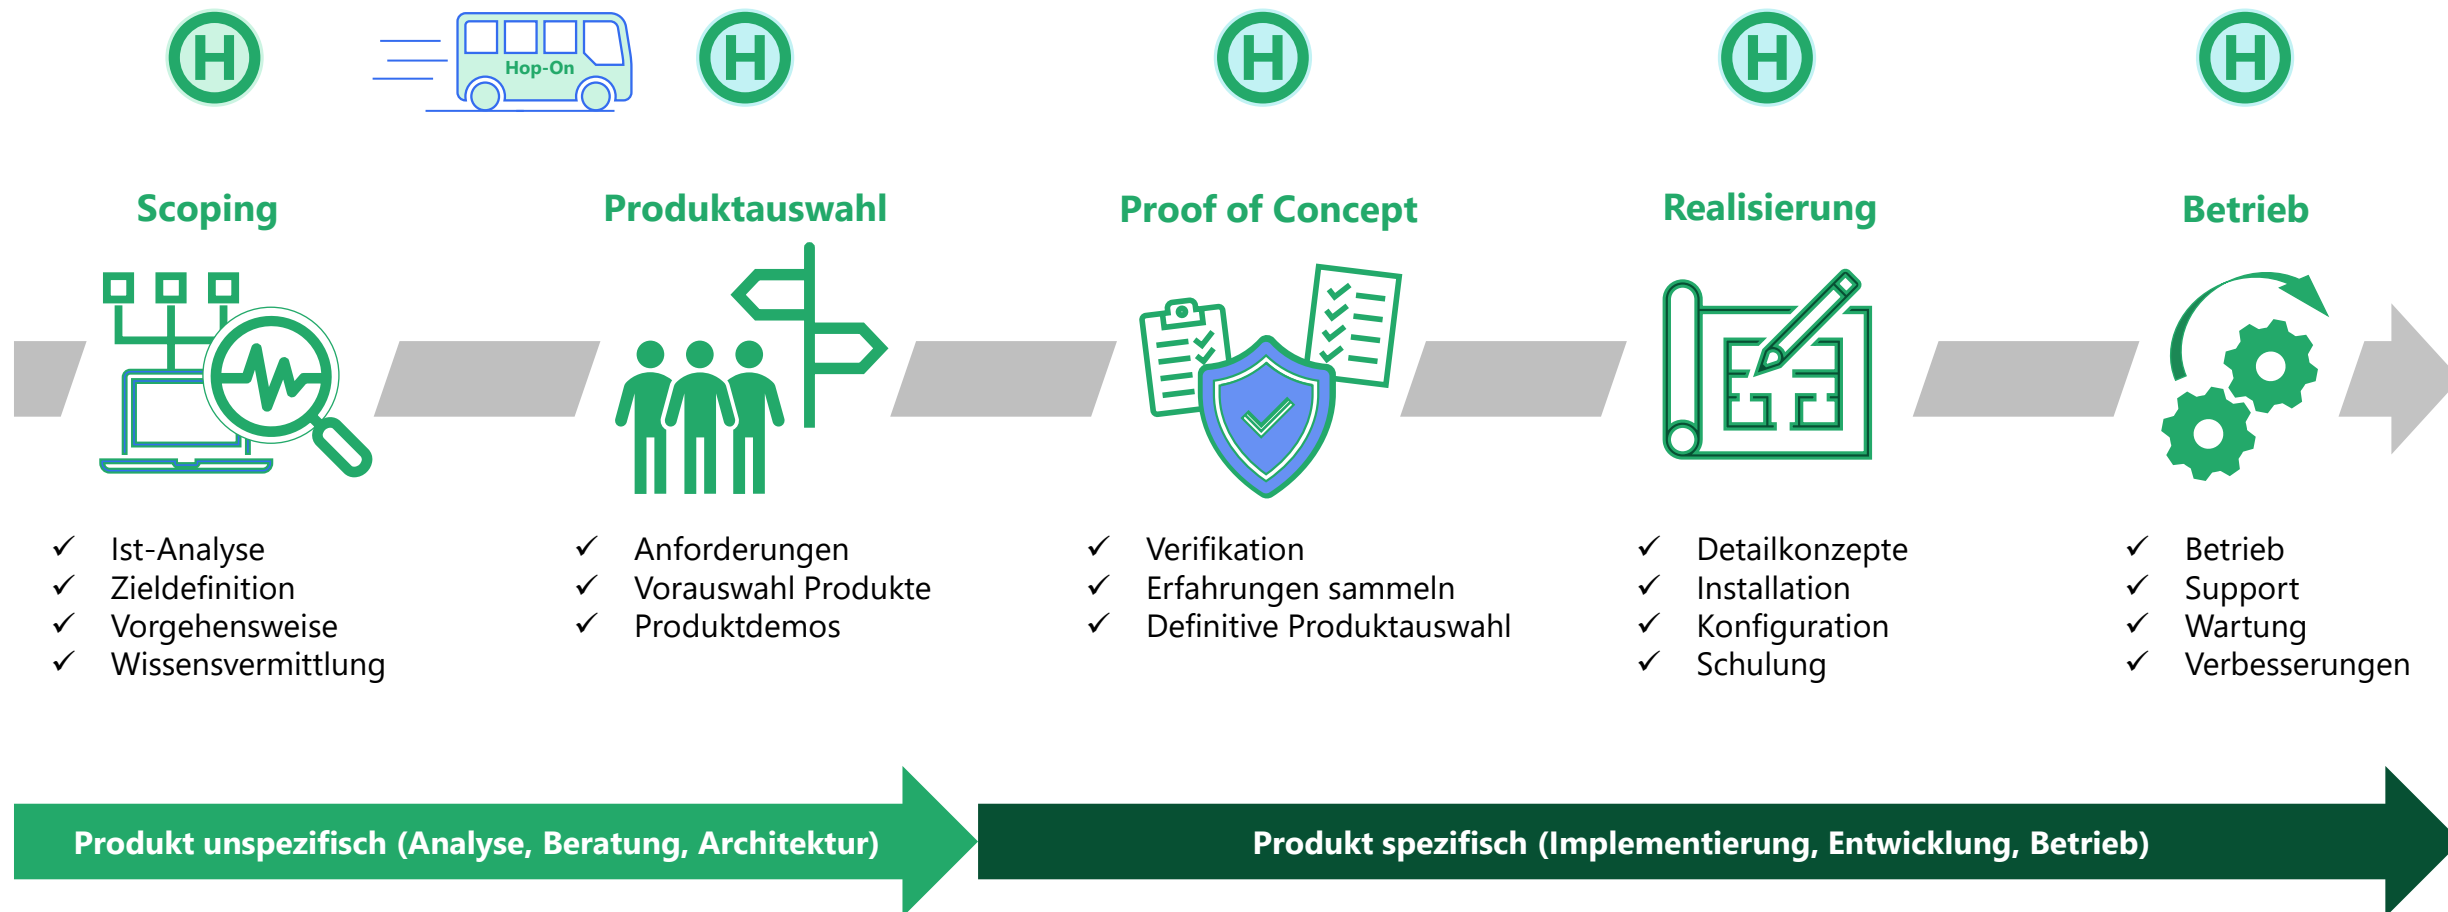 H
Hop-On
H
H
H
H
Scoping
Produktauswahl
Proof of Concept
Realisierung
Betrieb
Ist-Analyse
Zieldefinition
Vorgehensweise
Wissensvermittlung
Anforderungen
Vorauswahl Produkte
Produktdemos
Verifikation
Erfahrungen sammeln
Definitive Produktauswahl
Detailkonzepte
Installation
Konfiguration
Schulung
Betrieb
Support
Wartung
Verbesserungen
Produkt unspezifisch (Analyse, Beratung, Architektur)
Produkt spezifisch (Implementierung, Entwicklung, Betrieb)